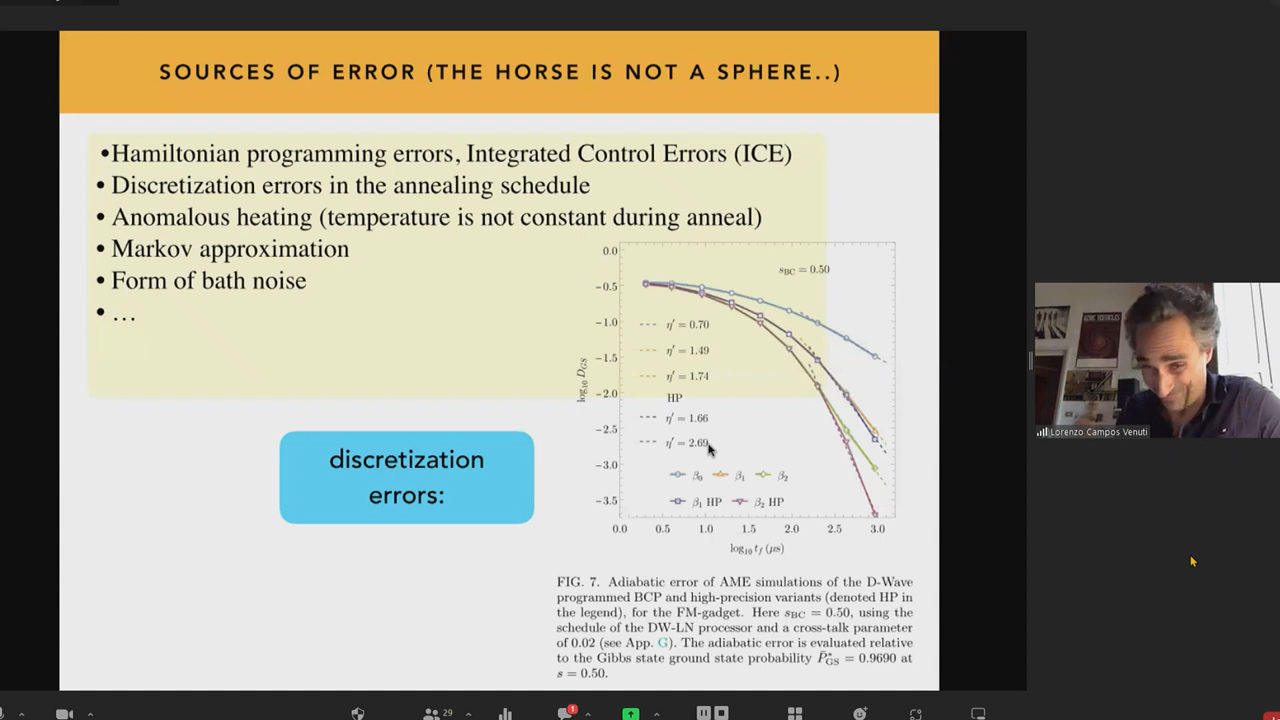 SOURCES OF ERROR (THE HORSE IS NOT A SPHERE..)
•Hamiltonian programming errors, Integrated Control Errors (ICE)
• Discretization errors in the annealing schedule
• Anomalous heating (temperature is not constant during anneal)
• Markov approximation
• Form of bath noise
• …
discretization
errors:
s_BC = 0.50
0.0
−0.5
−1.0
−1.5
−2.0
−2.5
−3.0
−3.5
log₁₀ D_GS
η′ = 0.70
η′ = 1.49
η′ = 1.74
HP
η′ = 1.66
η′ = 2.69
β₀ β₁ β₂
β₁ HP β₂ HP
0.0 0.5 1.0 1.5 2.0 2.5 3.0
log₁₀ t_f (μs)
FIG. 7. Adiabatic error of AME simulations of the D-Wave
programmed BCP and high-precision variants (denoted HP in
the legend), for the FM-gadget. Here s_BC = 0.50, using the
schedule of the DW-LN processor and a cross-talk parameter
of 0.02 (see App. G). The adiabatic error is evaluated relative
to the Gibbs state ground state probability P̄*_GS = 0.9690 at
s = 0.50.
Lorenzo Campos Venuti
29
1